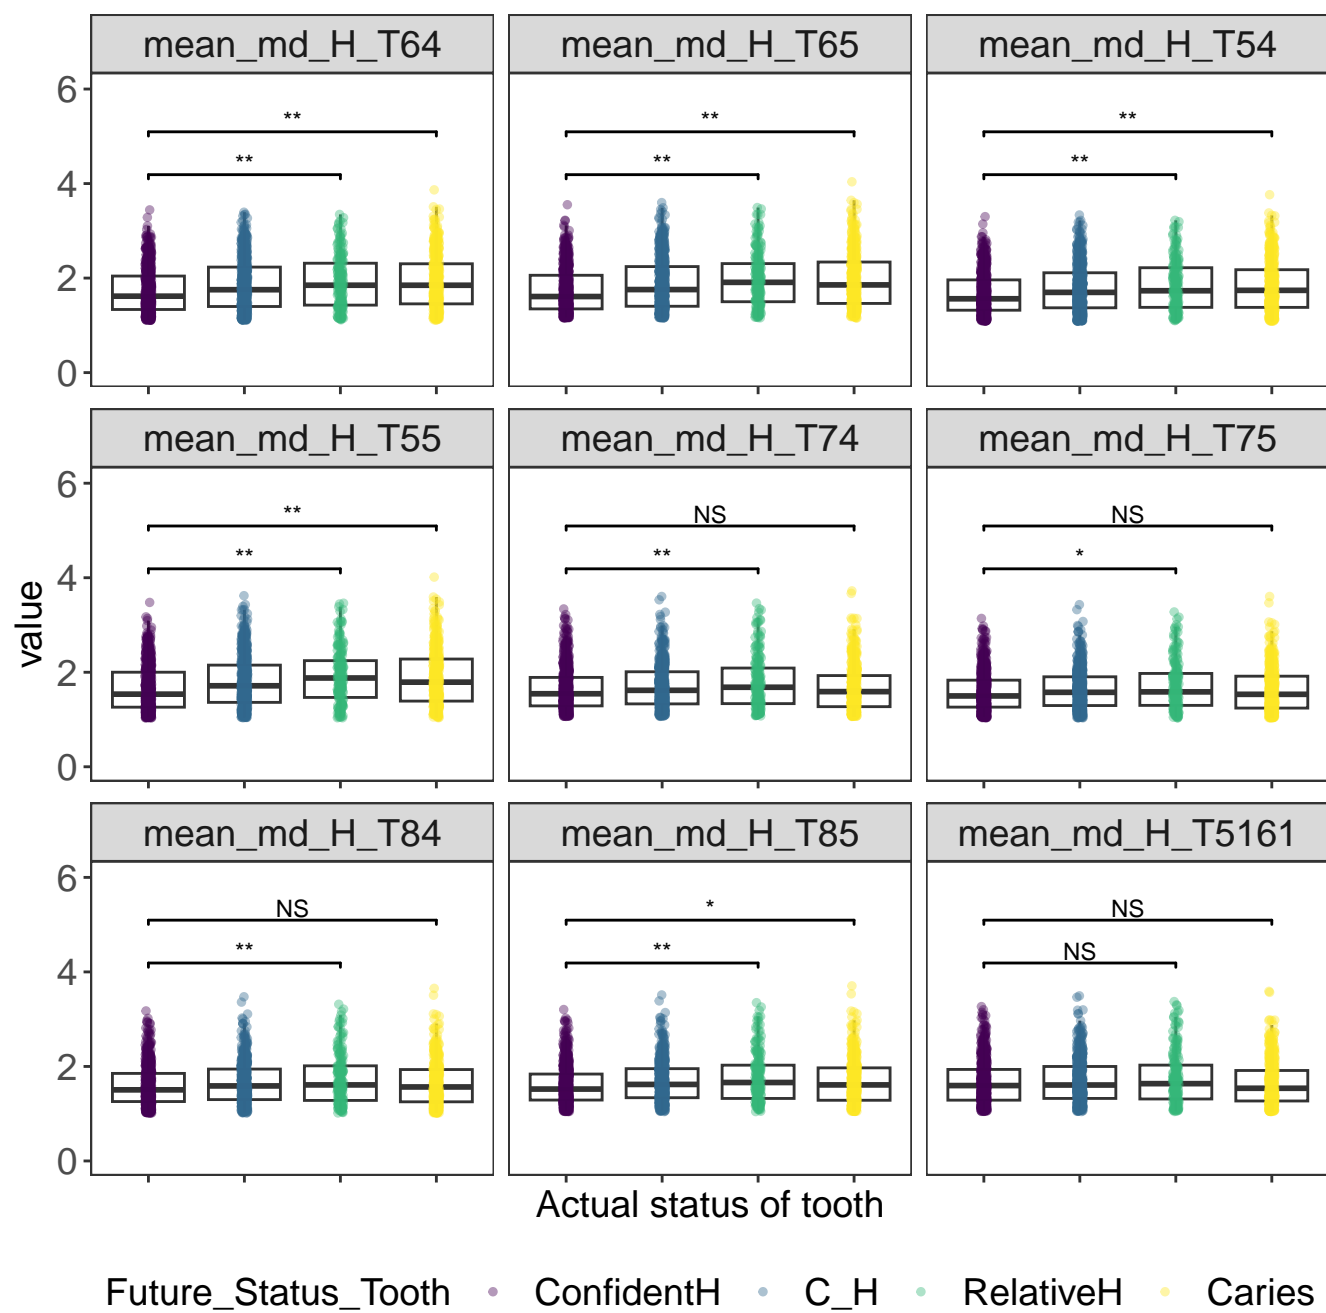 mean_md_H_T64 mean_md_H_T65 mean_md_H_T54
6
** ** **
** ** **
4
2
0
mean_md_H_T55 mean_md_H_T74 mean_md_H_T75
6
** NS NS
** ** *
4
2
0
value
mean_md_H_T84 mean_md_H_T85 mean_md_H_T5161
6
NS * NS
** ** NS
4
2
0
Actual status of tooth
Future_Status_Tooth ConfidentH C_H RelativeH Caries